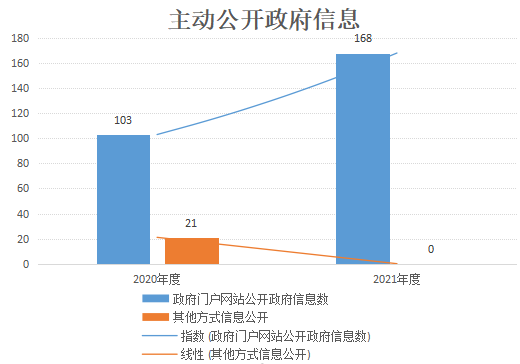 主动公开政府信息
180
160
140
120
100
80
60
40
20
0
168
103
21
0
2020年度
2021年度
政府门户网站公开政府信息数
其他方式信息公开
指数 (政府门户网站公开政府信息数)
线性 (其他方式信息公开)